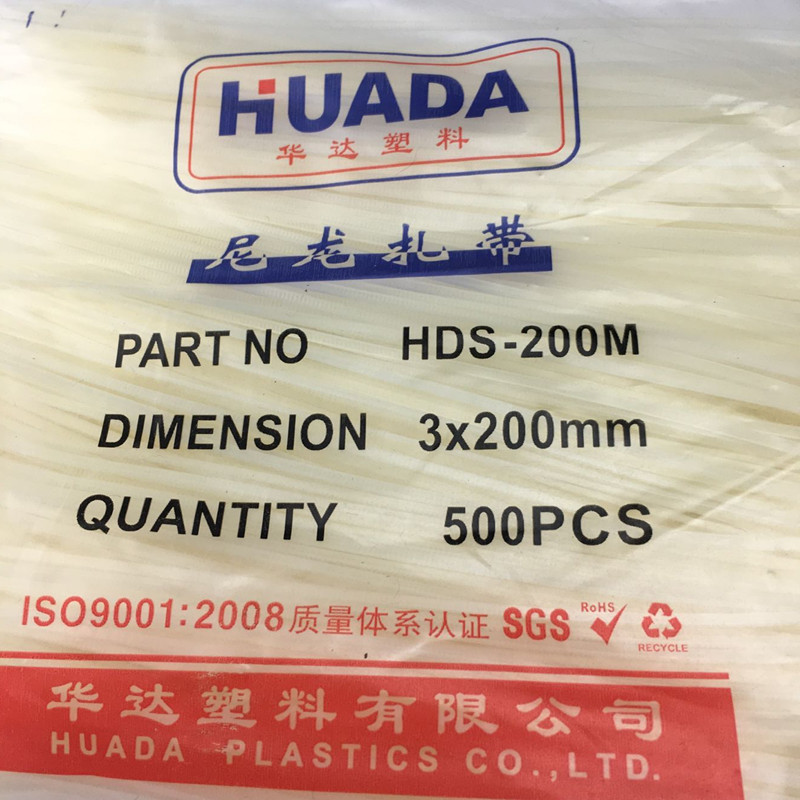 HUADA
华达塑料
尼龙扎带
PART NO HDS-200M
DIMENSION 3x200mm
QUANTITY 500PCS
ISO9001:2008质量体系认证 SGS RoHS
RECYCLE
华达塑料有限公司
HUADA PLASTICS CO.,LTD.